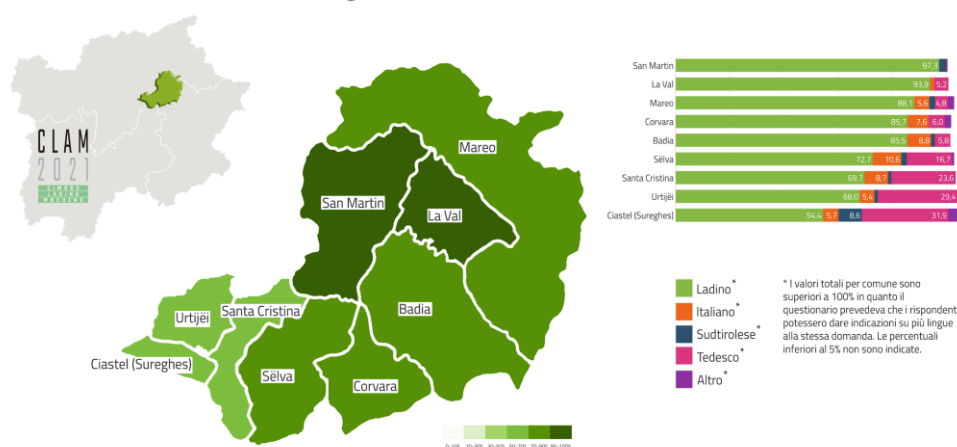 CLAM
2021
CIMBRO
LADINO
MÒCHENO
Mareo
San Martin
La Val
Badia
Santa Cristina
Urtijëi
Ciastel (Sureghes)
Sëlva
Corvara
San Martin 97,3
La Val 93,9 5,2
Mareo 88,1 5,6 4,8
Corvara 85,7 7,6 6,0
Badia 85,5 8,8 5,8
Sëlva 72,7 10,6 16,7
Santa Cristina 69,7 8,7 23,6
Urtijëi 68,0 5,4 29,4
Ciastel (Sureghes) 54,4 5,7 8,6 31,9
Ladino*
Italiano*
Sudtirolese*
Tedesco*
Altro*
* I valori totali per comune sono
superiori a 100% in quanto il
questionario prevedeva che i rispondent
potessero dare indicazioni su più lingue
alla stessa domanda. Le percentuali
inferiori al 5% non sono indicate.